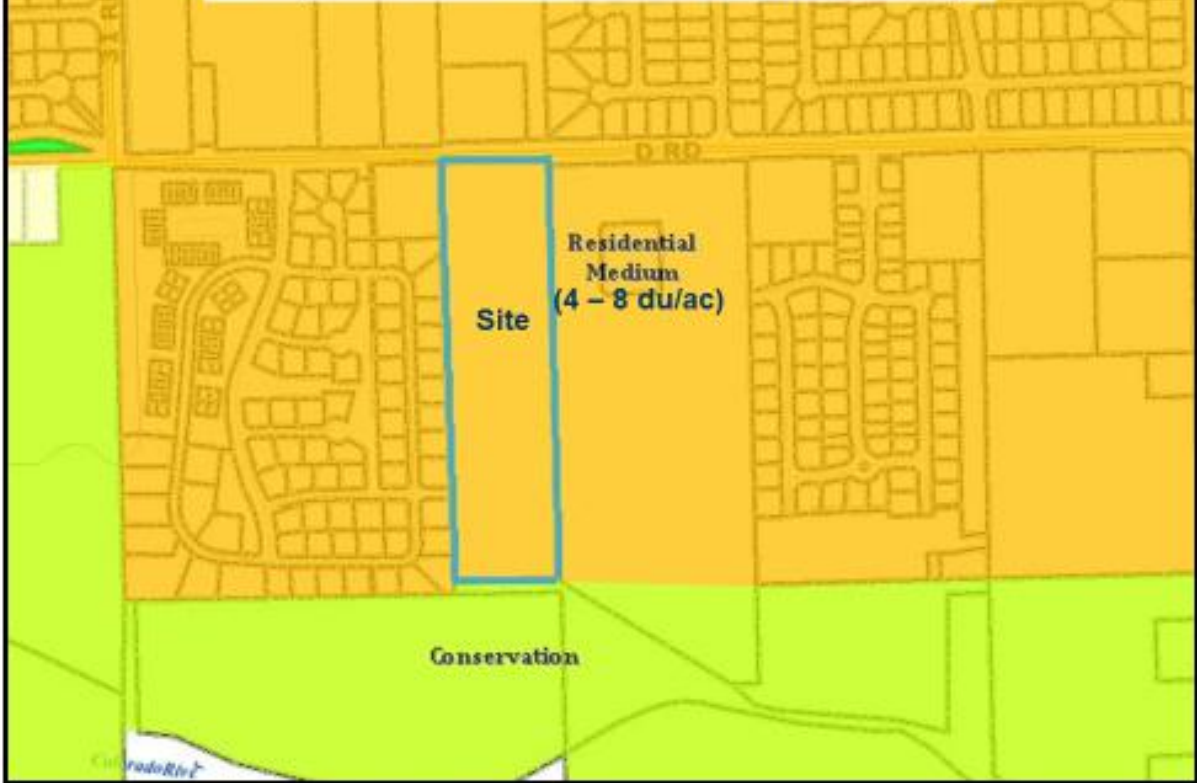 D RD
Residential
Medium
(4 – 8 du/ac)
Site
Conservation